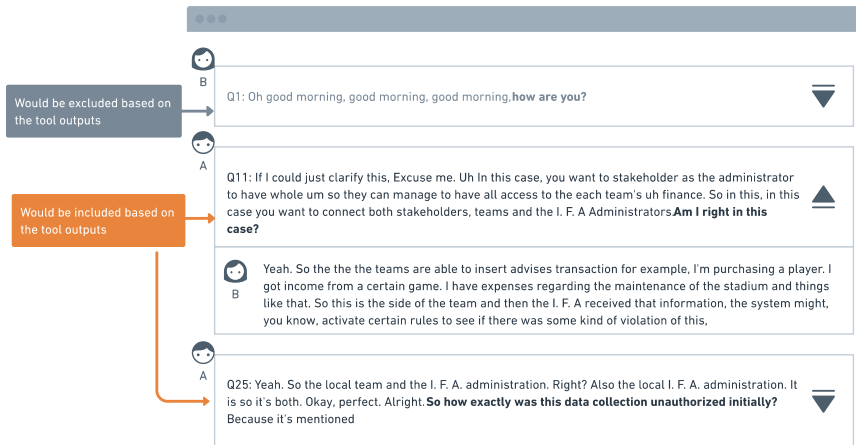 B
Q1: Oh good morning, good morning, good morning,how are you?
Would be excluded based on
the tool outputs
A
Q11: If I could just clarify this, Excuse me. Uh In this case, you want to stakeholder as the administrator
to have whole um so they can manage to have all access to the each team's uh finance. So in this, in this
case you want to connect both stakeholders, teams and the I. F. A Administrators.Am I right in this
case?
Would be included based on
the tool outputs
B
Yeah. So the the the teams are able to insert advises transaction for example, I'm purchasing a player. I
got income from a certain game. I have expenses regarding the maintenance of the stadium and things
like that. So this is the side of the team and then the I. F. A received that information, the system might,
you know, activate certain rules to see if there was some kind of violation of this,
A
Q25: Yeah. So the local team and the I. F. A. administration. Right? Also the local I. F. A. administration. It
is so it's both. Okay, perfect. Alright.So how exactly was this data collection unauthorized initially?
Because it's mentioned